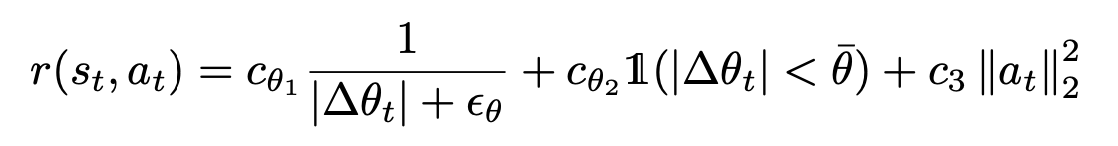 r(s_t, a_t) = c_{θ_1} \frac{1}{|Δθ_t| + ϵ_θ} + c_{θ_2} 𝟙(|Δθ_t| < \bar{θ}) + c_3 ‖a_t‖_2^2